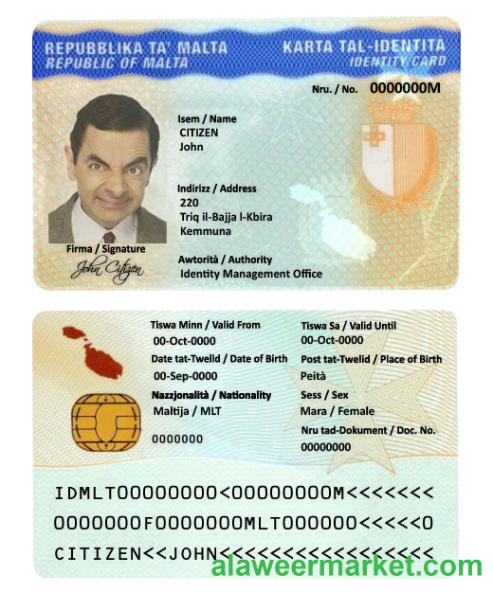 REPUBBLIKA TA' MALTA
REPUBLIC OF MALTA
KARTA TAL-IDENTITÀ
IDENTITY CARD
Nru. / No. 0000000M
Isem / Name
CITIZEN
John
Indirizz / Address
220
Triq il-Bajja l-Kbira
Kemmuna
Firma / Signature
John Citizen
Awtorità / Authority
Identity Management Office
Tiswa Minn / Valid From
00-Oct-0000
Tiswa Sa / Valid Until
00-Oct-0000
Date tat-Twelid / Date of Birth
00-Sep-0000
Post tat-Twelid / Place of Birth
Peità
Nazzjonalità / Nationality
Maltija / MLT
Sess / Sex
Mara / Female
0000000
Nru tad-Dokument / Doc. No.
00000000
IDMLT00000000<00000000M<<<<<<<
0000000F0000000MLT000000<<<<<0
CITIZEN<<JOHN<<<<<<<<<<<<<<<<<
alaweermarket.com